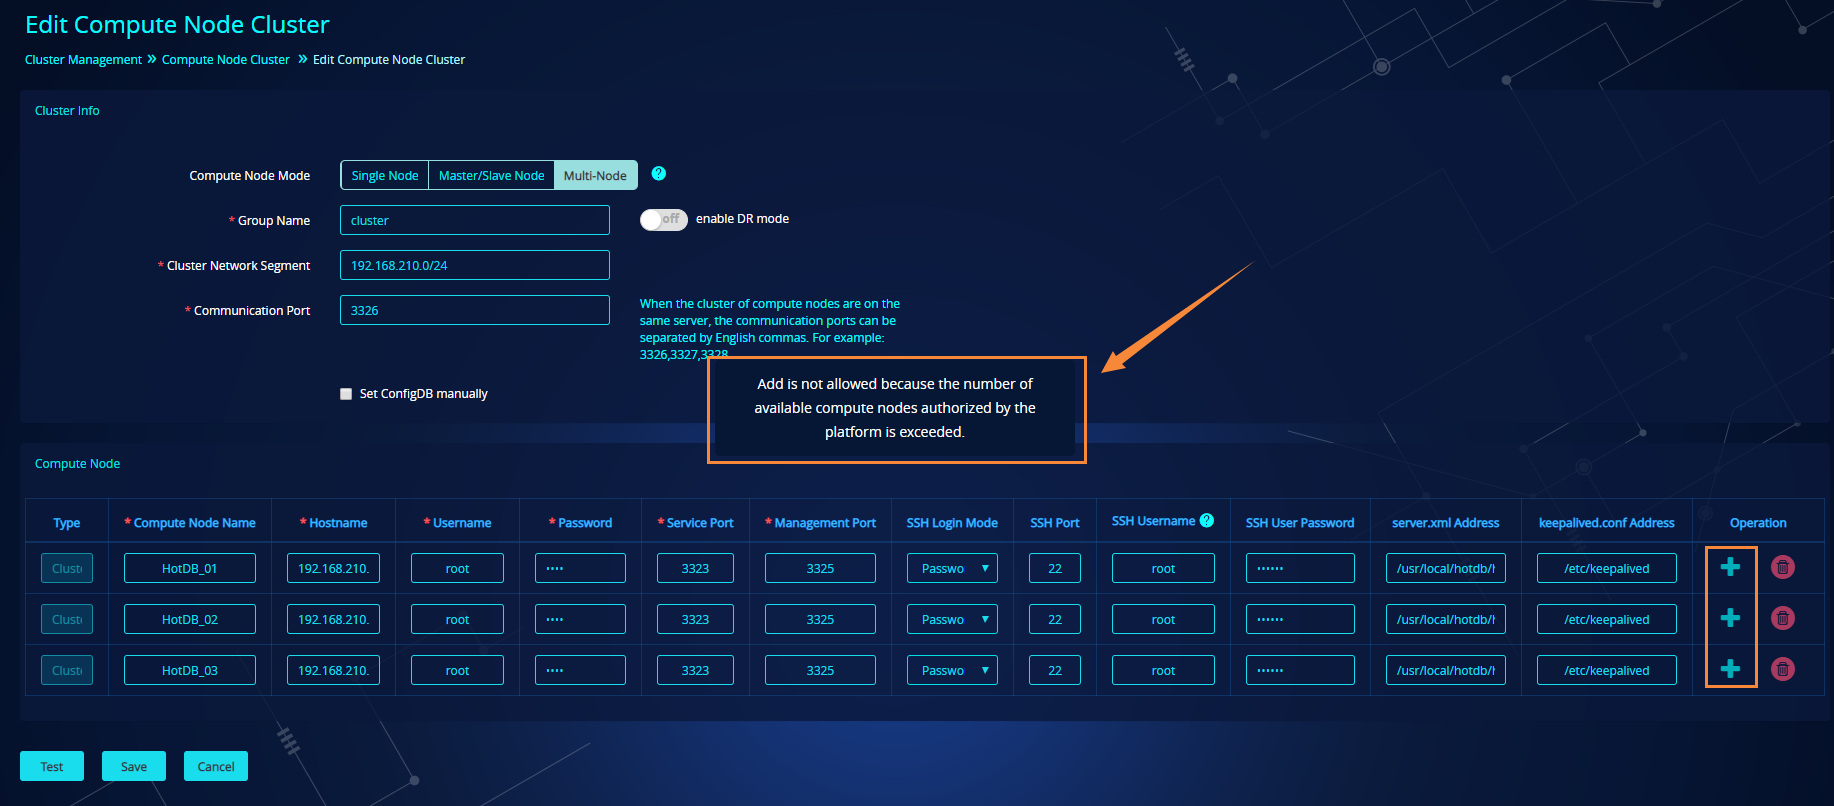 Edit Compute Node Cluster
Cluster Management » Compute Node Cluster » Edit Compute Node Cluster
Cluster Info
Compute Node Mode Single Node Master/Slave Node Multi-Node ?
* Group Name cluster off enable DR mode
* Cluster Network Segment 192.168.210.0/24
* Communication Port 3326
When the cluster of compute nodes are on the
same server, the communication ports can be
separated by English commas. For example:
3326,3327,3328
Set ConfigDB manually
Add is not allowed because the number of
available compute nodes authorized by the
platform is exceeded.
Compute Node
Type * Compute Node Name * Hostname * Username * Password * Service Port * Management Port SSH Login Mode SSH Port SSH Username ? SSH User Password server.xml Address keepalived.conf Address Operation
Clust HotDB_01 192.168.210. root •••• 3323 3325 Passwo ▼ 22 root •••••• /usr/local/hotdb/h /etc/keepalived
Clust HotDB_02 192.168.210. root •••• 3323 3325 Passwo ▼ 22 root •••••• /usr/local/hotdb/h /etc/keepalived
Clust HotDB_03 192.168.210. root •••• 3323 3325 Passwo ▼ 22 root •••••• /usr/local/hotdb/h /etc/keepalived
Test Save Cancel